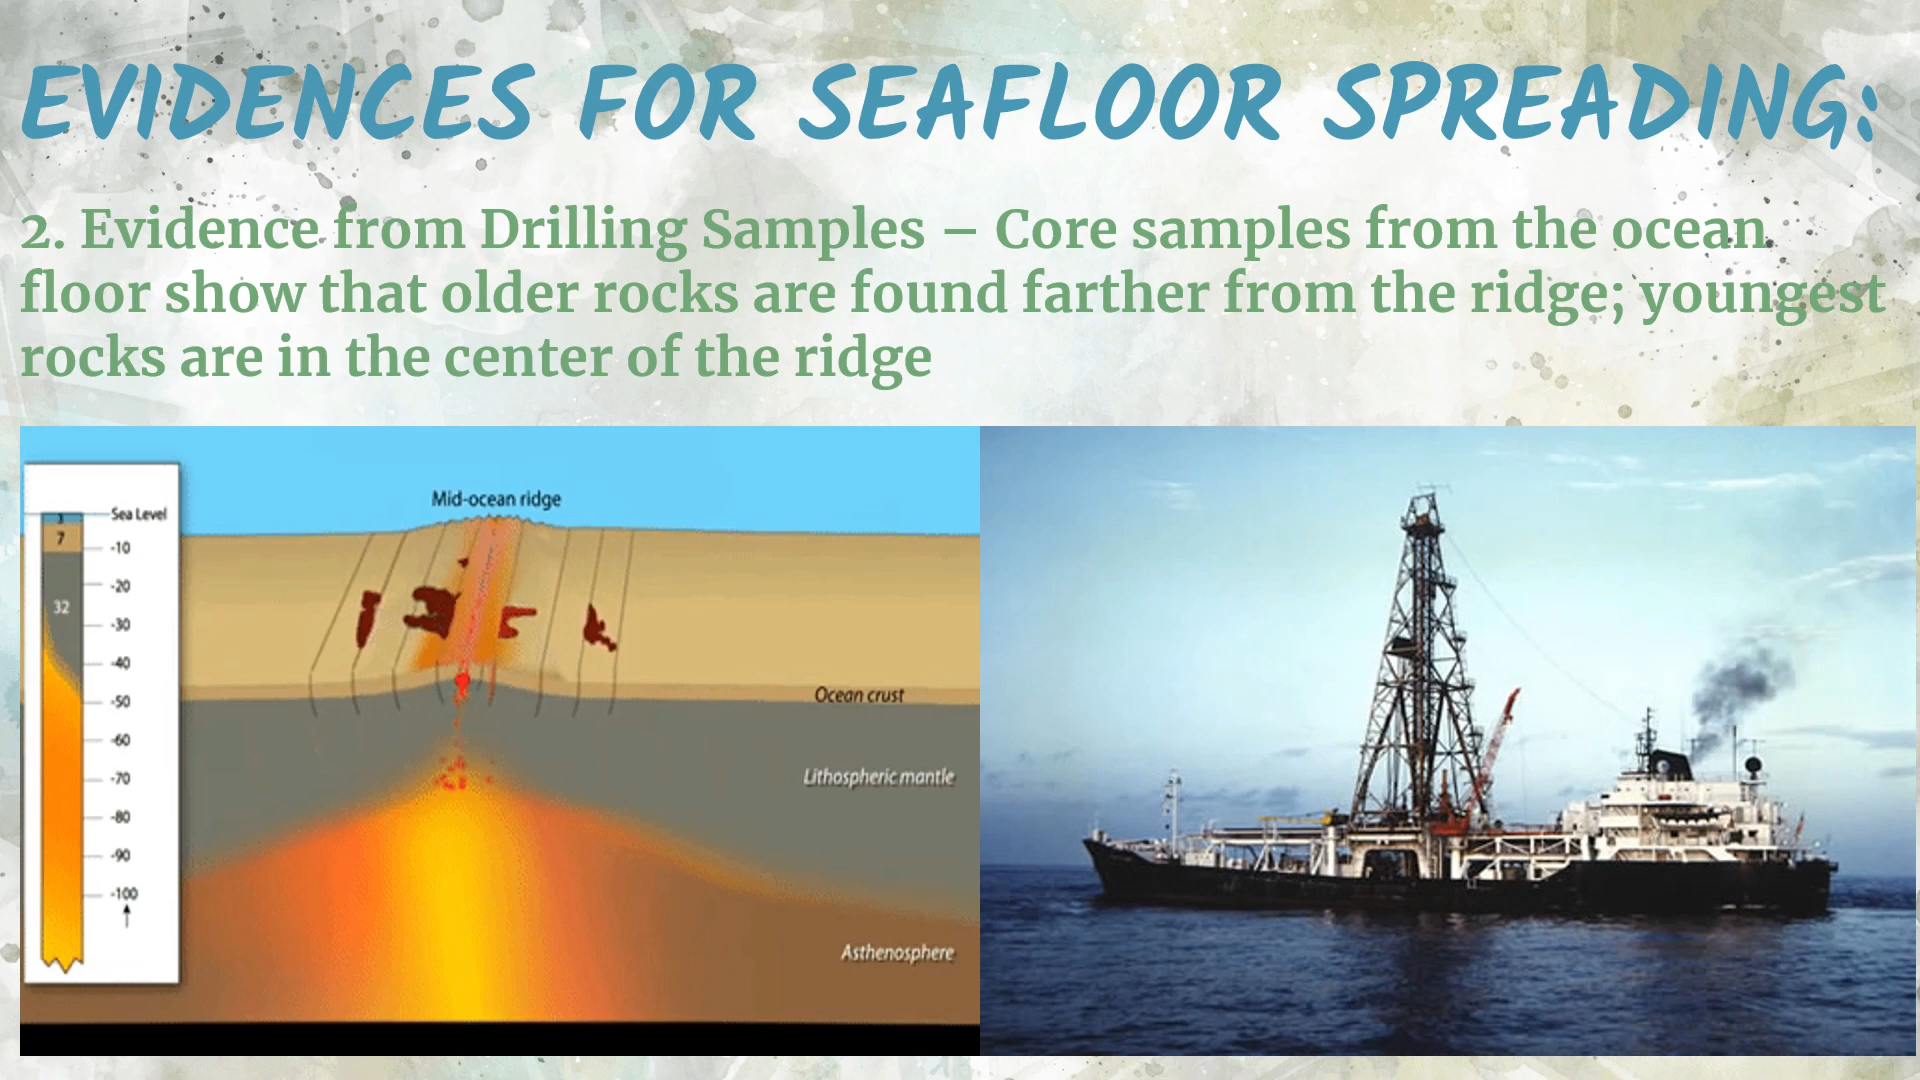 EVIDENCES FOR SEAFLOOR SPREADING:
2. Evidence from Drilling Samples – Core samples from the ocean
floor show that older rocks are found farther from the ridge; youngest
rocks are in the center of the ridge
Mid-ocean ridge
Sea Level
3
7
-10
-20
32
-30
-40
-50
-60
-70
-80
-90
-100
Ocean crust
Lithospheric mantle
Asthenosphere